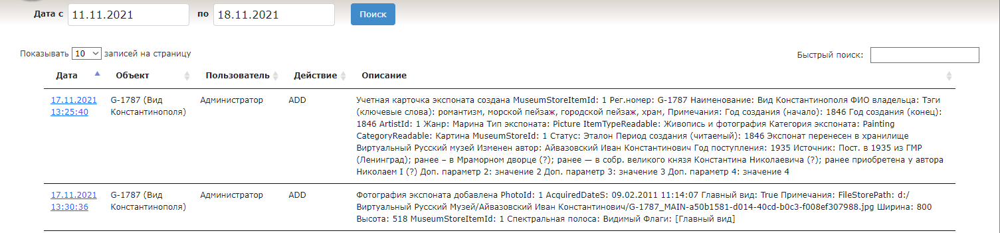 Дата с 11.11.2021 по 18.11.2021 Поиск
Показывать 10 записей на страницу Быстрый поиск:
Дата Объект Пользователь Действие Описание
17.11.2021 13:25:40 G-1787 (Вид Константинополя) Администратор ADD
Учетная карточка экспоната создана MuseumStoreItemId: 1 Рег.номер: G-1787 Наименование: Вид Константинополя ФИО владельца: Тэги
(ключевые слова): романтизм, морской пейзаж, городской пейзаж, храм, Примечания: Год создания (начало): 1846 Год создания (конец):
1846 ArtistId: 1 Жанр: Марина Тип экспоната: Picture ItemTypeReadable: Живопись и фотография Категория экспоната: Painting
CategoryReadable: Картина MuseumStoreId: 1 Статус: Эталон Период создания (читаемый): 1846 Экспонат перенесен в хранилище
Виртуальный Русский музей Изменен автор: Айвазовский Иван Константинович Год поступления: 1935 Источник: Пост. в 1935 из ГМР
(Ленинград); ранее – в Мраморном дворце (?); ранее — в собр. великого князя Константина Николаевича (?); ранее приобретена у автора
Николаем I (?) Доп. параметр 2: значение 2 Доп. параметр 3: значение 3 Доп. параметр 4: значение 4
17.11.2021 13:30:36 G-1787 (Вид Константинополя) Администратор ADD
Фотография экспоната добавлена PhotoId: 1 AcquiredDateS: 09.02.2011 11:14:07 Главный вид: True Примечания: FileStorePath: d:/
Виртуальный Русский Музей/Айвазовский Иван Константинович/G-1787_MAIN-a50b1581-d014-40cd-b0c3-f008ef307988.jpg Ширина: 800
Высота: 518 MuseumStoreItemId: 1 Спектральная полоса: Видимый Флаги: [Главный вид]